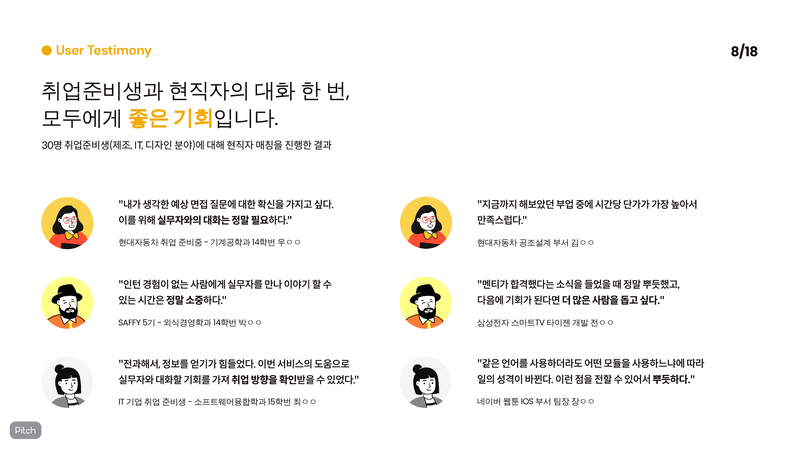 User Testimony
8/18
취업준비생과 현직자의 대화 한 번,
모두에게 좋은 기회입니다.
30명 취업준비생(제조, IT, 디자인 분야)에 대해 현직자 매칭을 진행한 결과
"내가 생각한 예상 면접 질문에 대한 확신을 가지고 싶다.
이를 위해 실무자와의 대화는 정말 필요하다."
현대자동차 취업 준비중 - 기계공학과 14학번 우ㅇㅇ
"인턴 경험이 없는 사람에게 실무자를 만나 이야기 할 수
있는 시간은 정말 소중하다."
SAFFY 5기 - 외식경영학과 14학번 박ㅇㅇ
"전과해서, 정보를 얻기가 힘들었다. 이번 서비스의 도움으로
실무자와 대화할 기회를 가져 취업 방향을 확인받을 수 있었다."
IT 기업 취업 준비생 - 소프트웨어융합학과 15학번 최ㅇㅇ
"지금까지 해보았던 부업 중에 시간당 단가가 가장 높아서
만족스럽다."
현대자동차 공조설계 부서 김ㅇㅇ
"멘티가 합격했다는 소식을 들었을 때 정말 뿌듯했고,
다음에 기회가 된다면 더 많은 사람을 돕고 싶다."
삼성전자 스마트TV 타이젠 개발 전ㅇㅇ
"같은 언어를 사용하더라도 어떤 모듈을 사용하느냐에 따라
일의 성격이 바뀐다. 이런 점을 전할 수 있어서 뿌듯하다."
네이버 웹툰 IOS 부서 팀장 장ㅇㅇ
Pitch